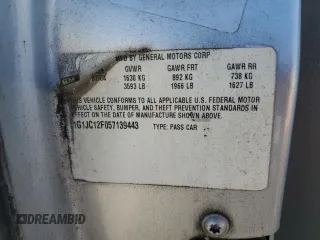 MFD BY GENERAL MOTORS CORP
GVWR GAWR FRT GAWR RR
1630 KG 892 KG 738 KG
3593 LB 1966 LB 1627 LB
THIS VEHICLE CONFORMS TO ALL APPLICABLE U.S. FEDERAL MOTOR
VEHICLE SAFETY, BUMPER, AND THEFT PREVENTION STANDARDS
IN EFFECT ON THE DATE OF MANUFACTURE SHOWN ABOVE.
1G1JC12F057139443 TYPE: PASS CAR
DREAMBID